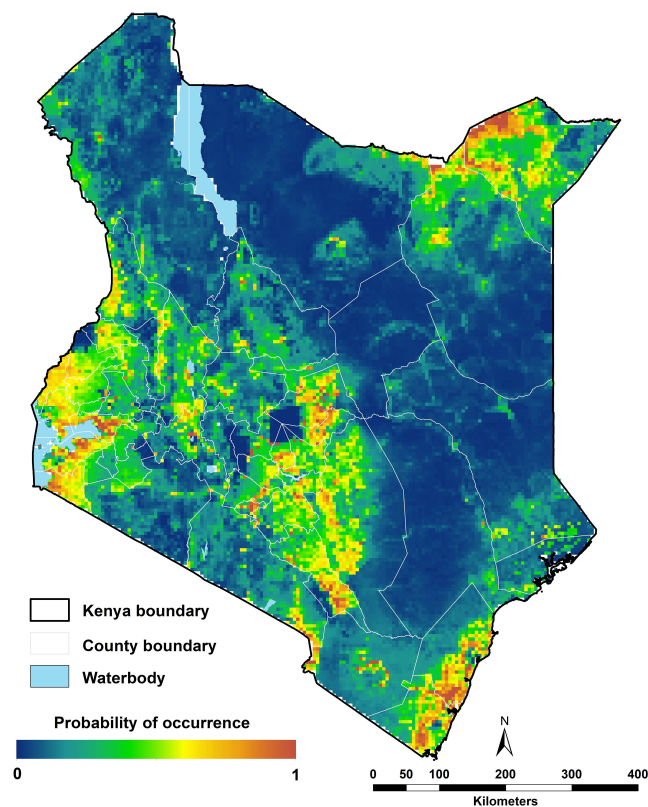 Kenya boundary
County boundary
Waterbody
Probability of occurrence
0 1
N
0 50 100 200 300 400
Kilometers